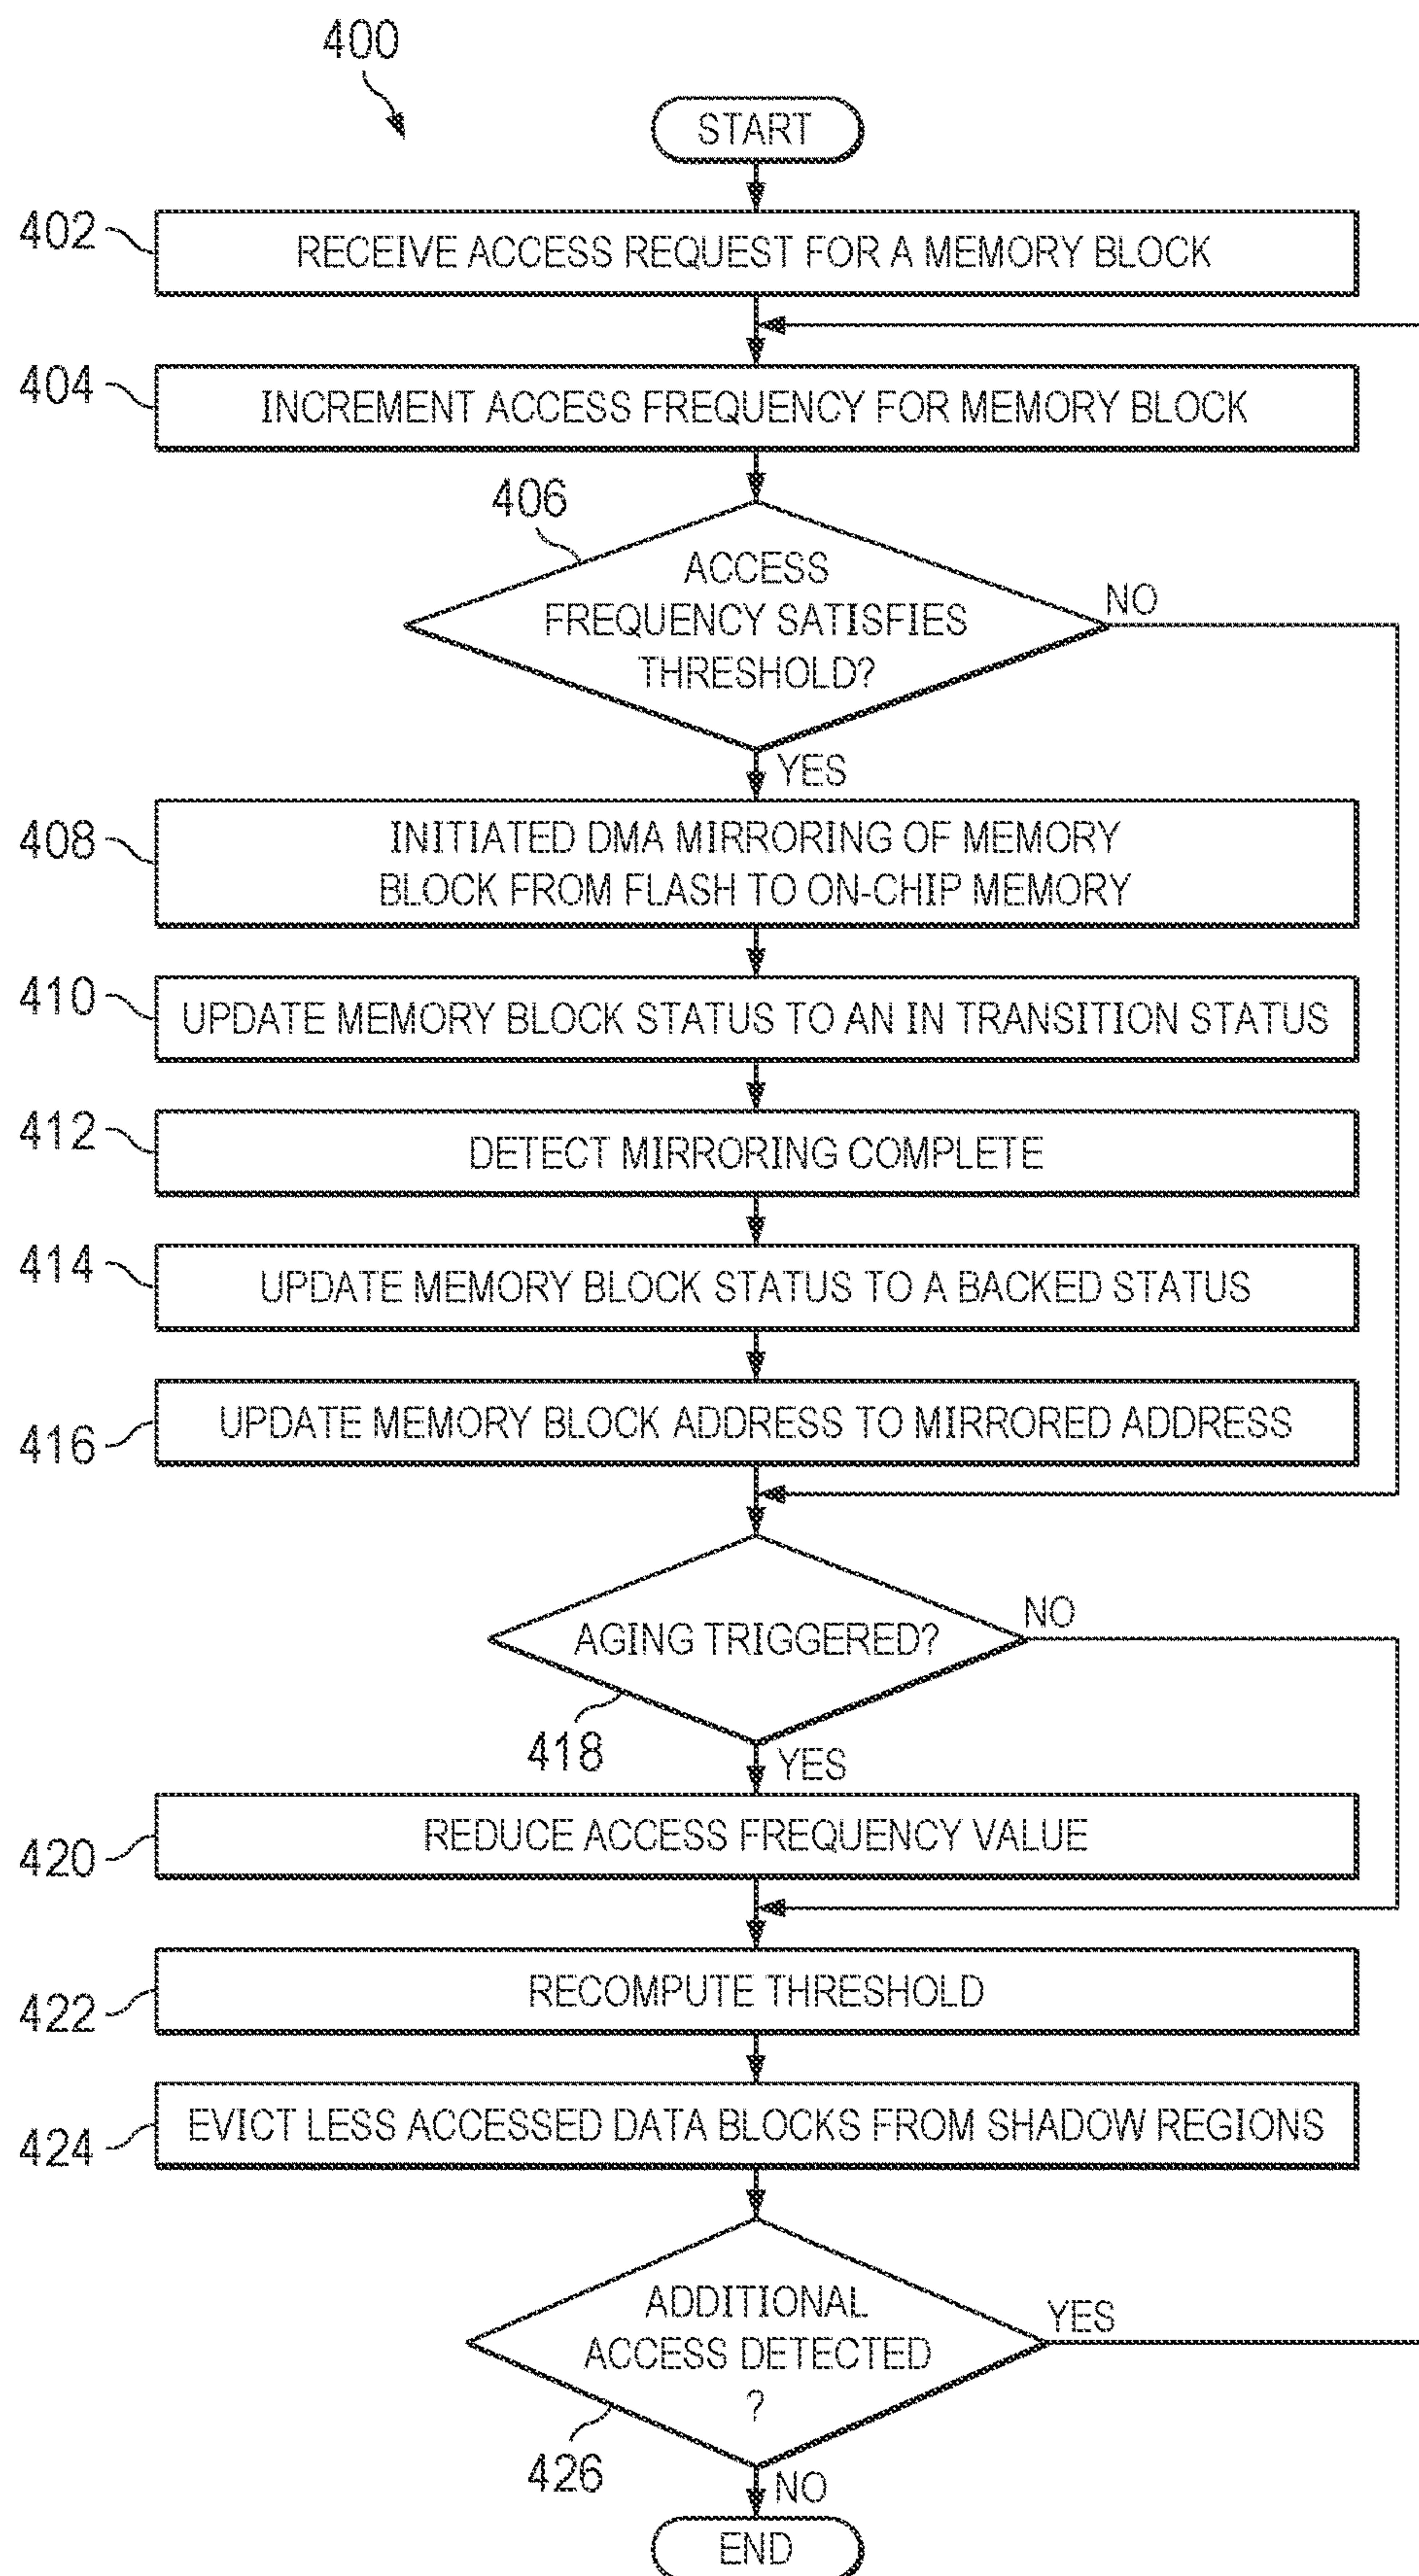 400
START
402
RECEIVE ACCESS REQUEST FOR A MEMORY BLOCK
404
INCREMENT ACCESS FREQUENCY FOR MEMORY BLOCK
406
ACCESS
FREQUENCY SATISFIES
THRESHOLD?
NO
YES
408
INITIATED DMA MIRRORING OF MEMORY
BLOCK FROM FLASH TO ON-CHIP MEMORY
410
UPDATE MEMORY BLOCK STATUS TO AN IN TRANSITION STATUS
412
DETECT MIRRORING COMPLETE
414
UPDATE MEMORY BLOCK STATUS TO A BACKED STATUS
416
UPDATE MEMORY BLOCK ADDRESS TO MIRRORED ADDRESS
AGING TRIGGERED?
NO
418
YES
420
REDUCE ACCESS FREQUENCY VALUE
422
RECOMPUTE THRESHOLD
424
EVICT LESS ACCESSED DATA BLOCKS FROM SHADOW REGIONS
ADDITIONAL
ACCESS DETECTED
?
YES
426
NO
END